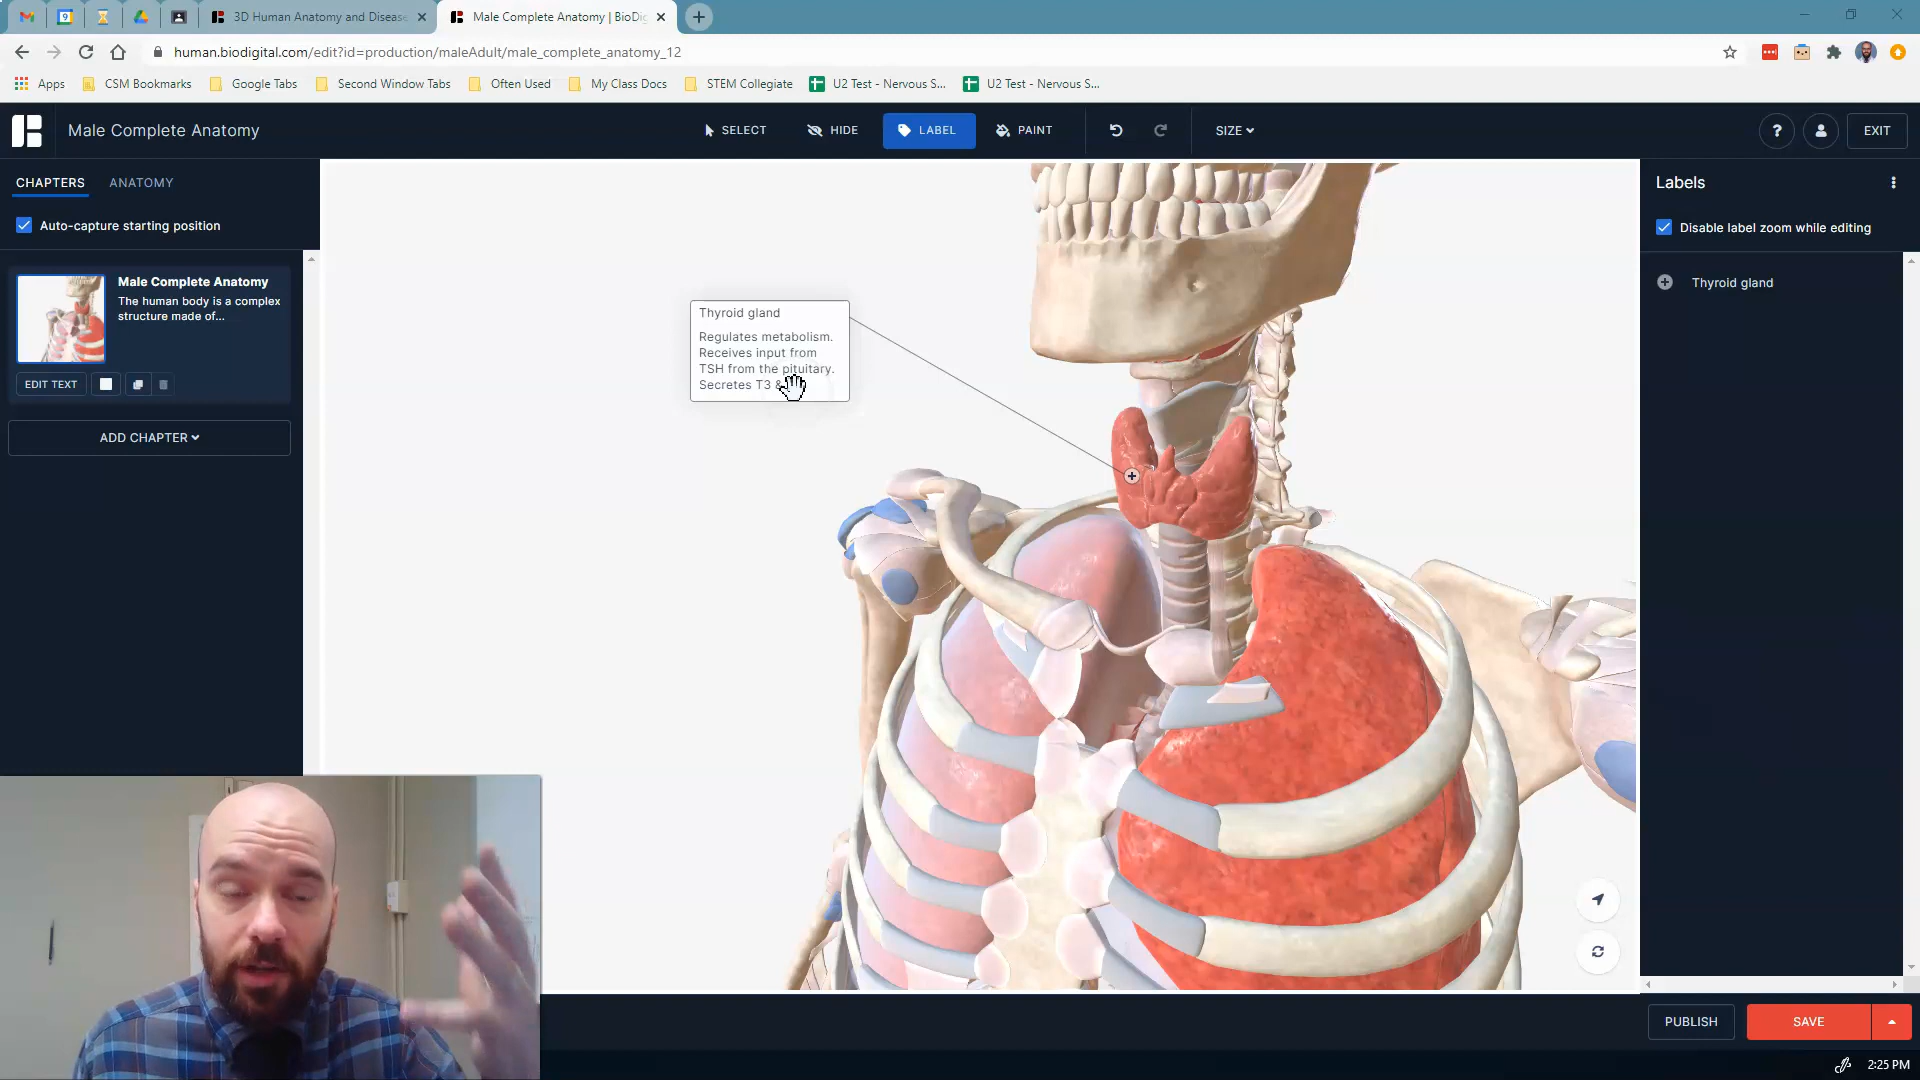 3D Human Anatomy and Disease
Male Complete Anatomy | BioDig
human.biodigital.com/edit?id=production/maleAdult/male_complete_anatomy_12
Apps
CSM Bookmarks
Google Tabs
Second Window Tabs
Often Used
My Class Docs
STEM Collegiate
U2 Test - Nervous S...
U2 Test - Nervous S...
Male Complete Anatomy
SELECT
HIDE
LABEL
PAINT
SIZE
?
EXIT
CHAPTERS
ANATOMY
Auto-capture starting position
Male Complete Anatomy
The human body is a complex
structure made of...
EDIT TEXT
ADD CHAPTER
Thyroid gland
Regulates metabolism.
Receives input from
TSH from the pituitary.
Secretes T3 &
Labels
Disable label zoom while editing
Thyroid gland
PUBLISH
SAVE
2:25 PM